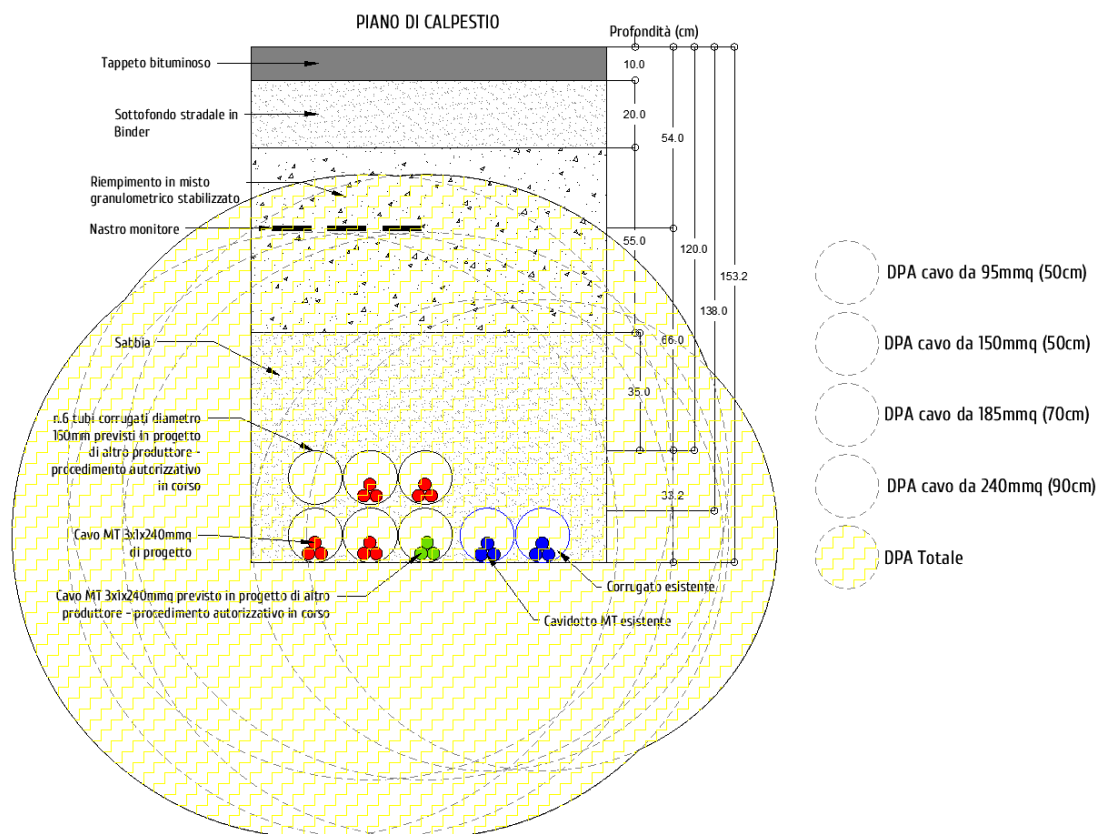 PIANO DI CALPESTIO
Profondità (cm)
Tappeto bituminoso
10.0
Sottofondo stradale in
Binder
20.0
54.0
Riempimento in misto
granulometrico stabilizzato
Nastro monitore
55.0
120.0
153.2
138.0
Sabbia
66.0
35.0
n.6 tubi corrugati diametro
160mm previsti in progetto
di altro produttore -
procedimento autorizzativo
in corso
33.2
Cavo MT 3x1x240mmq
di progetto
Cavo MT 3x1x240mmq previsto in progetto di altro
produttore - procedimento autorizzativo in corso
Corrugato esistente
Cavidotto MT esistente
DPA cavo da 95mmq (50cm)
DPA cavo da 150mmq (50cm)
DPA cavo da 185mmq (70cm)
DPA cavo da 240mmq (90cm)
DPA Totale